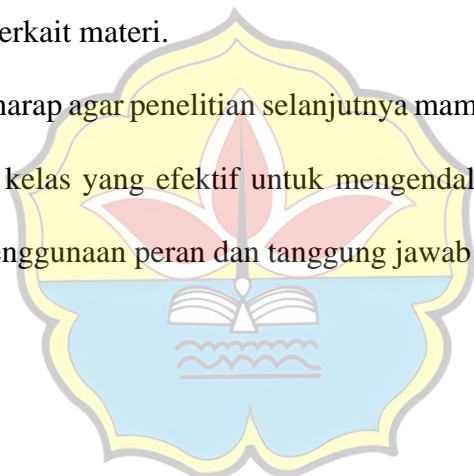 erkait materi.
harap agar penelitian selanjutnya mam
kelas yang efektif untuk mengendal
enggunaan peran dan tanggung jawab